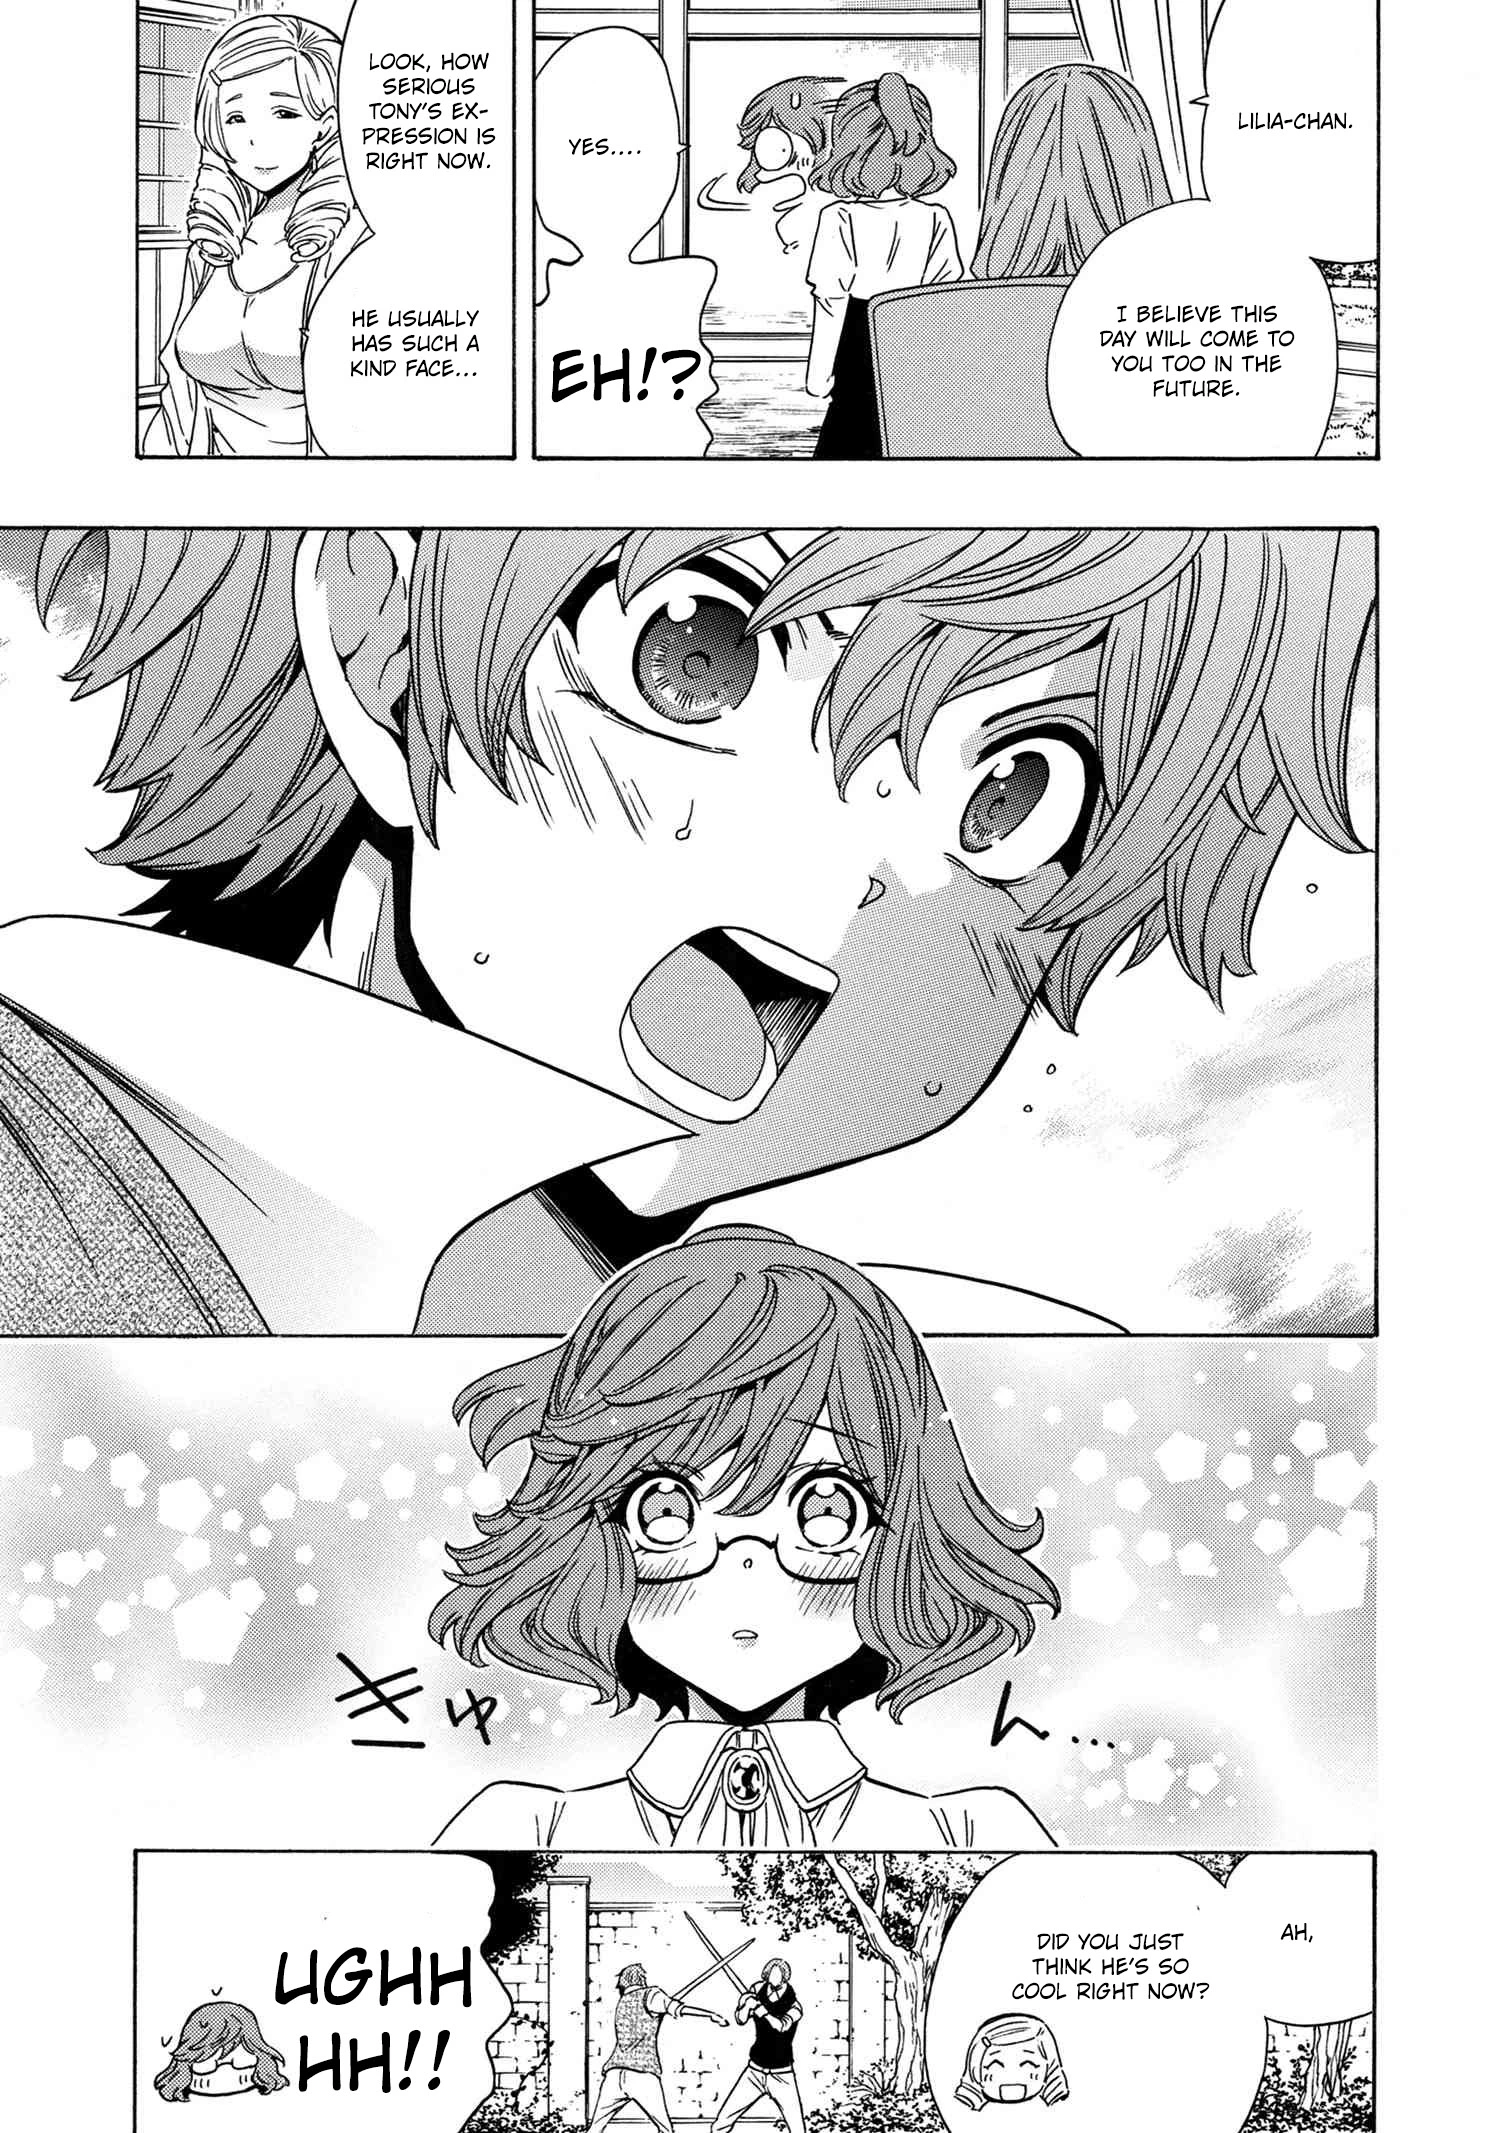 LILIA-CHAN.
I BELIEVE THIS
DAY WILL COME TO
YOU TOO IN THE
FUTURE.
YES....
EH!?
LOOK, HOW
SERIOUS
TONY'S EX-
PRESSION IS
RIGHT NOW.
HE USUALLY
HAS SUCH A
KIND FACE...
きゅん...
AH,
DID YOU JUST
THINK HE'S SO
COOL RIGHT NOW?
UGHH
HH!!